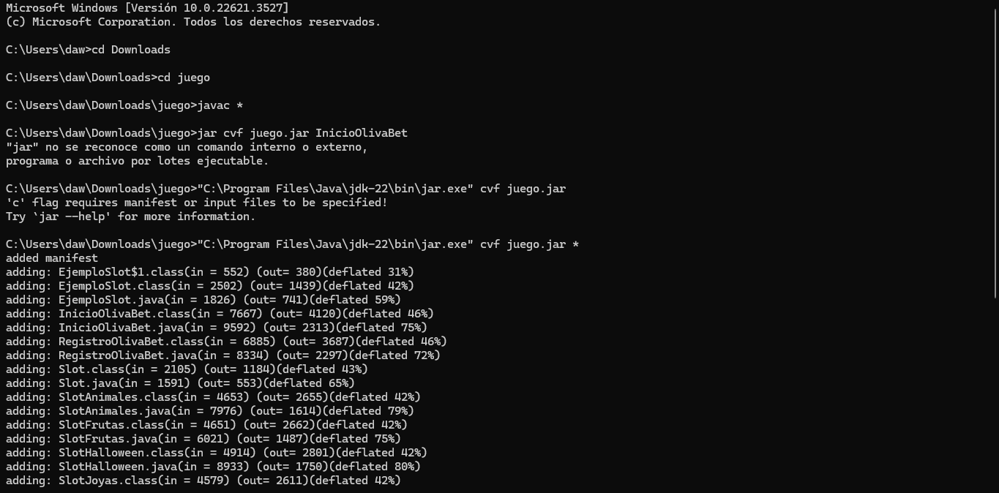 Microsoft Windows [Versión 10.0.22621.3527]
(c) Microsoft Corporation. Todos los derechos reservados.
C:\Users\daw>cd Downloads
C:\Users\daw\Downloads>cd juego
C:\Users\daw\Downloads\juego>javac *
C:\Users\daw\Downloads\juego>jar cvf juego.jar InicioOlivaBet
"jar" no se reconoce como un comando interno o externo,
programa o archivo por lotes ejecutable.
C:\Users\daw\Downloads\juego>"C:\Program Files\Java\jdk-22\bin\jar.exe" cvf juego.jar
'c' flag requires manifest or input files to be specified!
Try `jar --help' for more information.
C:\Users\daw\Downloads\juego>"C:\Program Files\Java\jdk-22\bin\jar.exe" cvf juego.jar *
added manifest
adding: EjemploSlot$1.class(in = 552) (out= 380)(deflated 31%)
adding: EjemploSlot.class(in = 2502) (out= 1439)(deflated 42%)
adding: EjemploSlot.java(in = 1826) (out= 741)(deflated 59%)
adding: InicioOlivaBet.class(in = 7667) (out= 4120)(deflated 46%)
adding: InicioOlivaBet.java(in = 9592) (out= 2313)(deflated 75%)
adding: RegistroOlivaBet.class(in = 6885) (out= 3687)(deflated 46%)
adding: RegistroOlivaBet.java(in = 8334) (out= 2297)(deflated 72%)
adding: Slot.class(in = 2105) (out= 1184)(deflated 43%)
adding: Slot.java(in = 1591) (out= 553)(deflated 65%)
adding: SlotAnimales.class(in = 4653) (out= 2655)(deflated 42%)
adding: SlotAnimales.java(in = 7976) (out= 1614)(deflated 79%)
adding: SlotFrutas.class(in = 4651) (out= 2662)(deflated 42%)
adding: SlotFrutas.java(in = 6021) (out= 1487)(deflated 75%)
adding: SlotHalloween.class(in = 4914) (out= 2801)(deflated 42%)
adding: SlotHalloween.java(in = 8933) (out= 1750)(deflated 80%)
adding: SlotJoyas.class(in = 4579) (out= 2611)(deflated 42%)